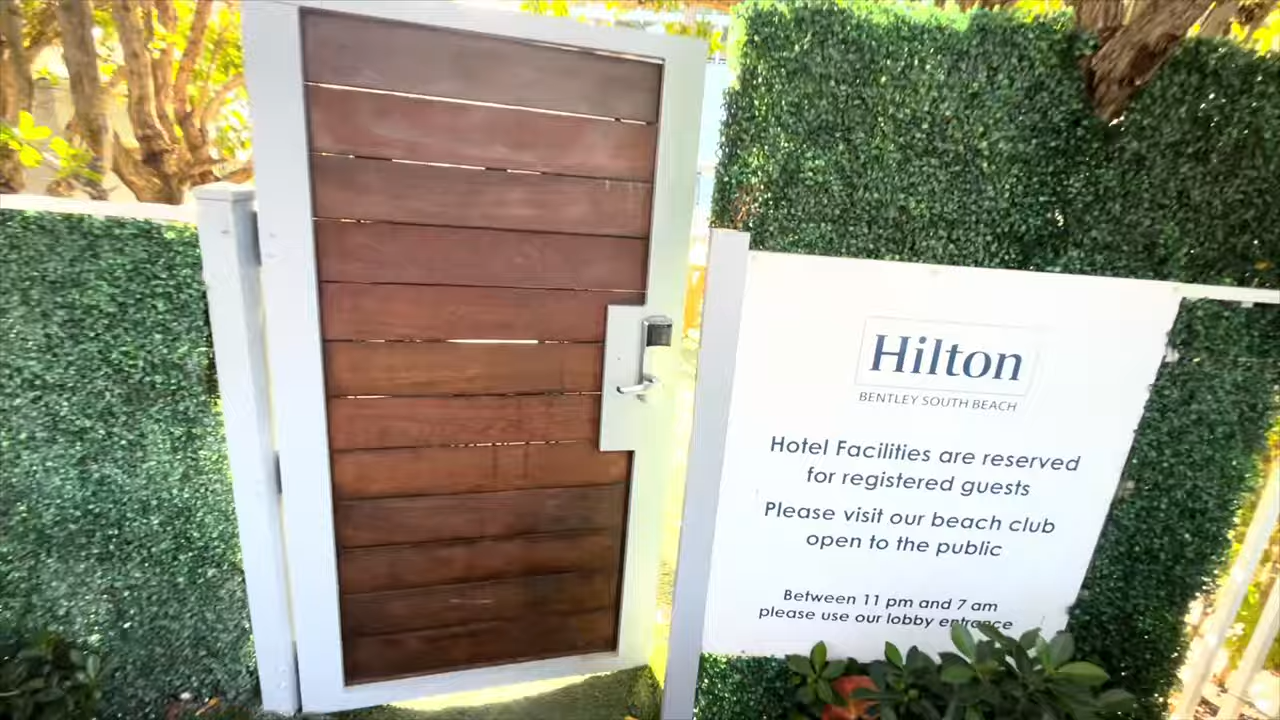 Hilton
BENTLEY SOUTH BEACH
Hotel Facilities are reserved
for registered guests
Please visit our beach club
open to the public
Between 11 pm and 7 am
please use our lobby entrance